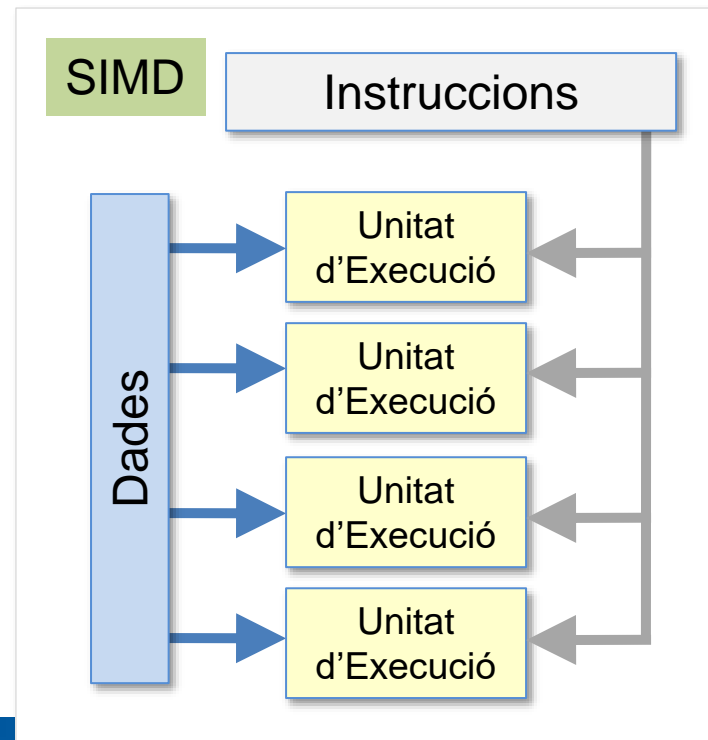 SIMD
Instruccions
Dades
Unitat
d’Execució
Unitat
d’Execució
Unitat
d’Execució
Unitat
d’Execució